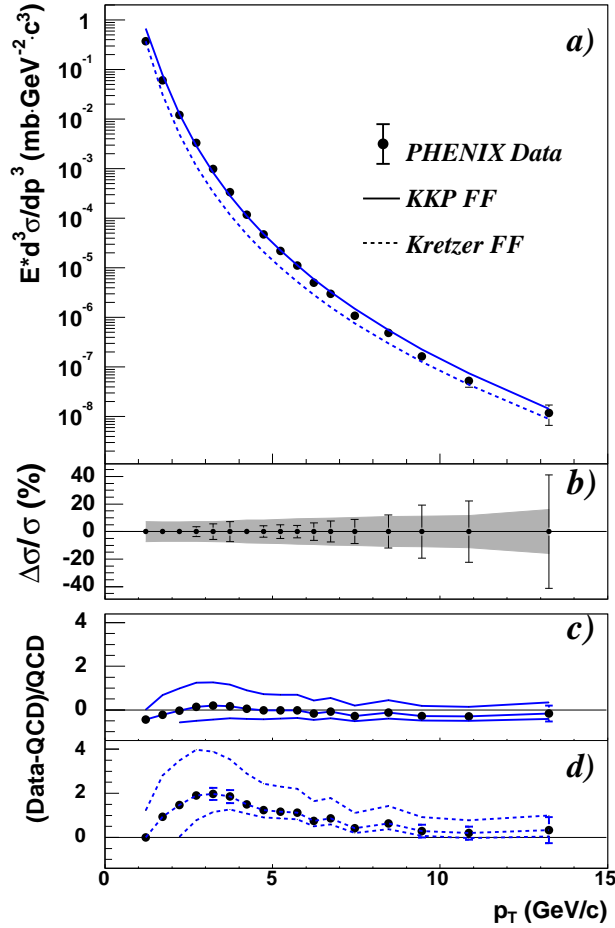 1
a)
10⁻¹
10⁻²
PHENIX Data
10⁻³
KKP FF
10⁻⁴
Kretzer FF
10⁻⁵
10⁻⁶
10⁻⁷
10⁻⁸
E*d³σ/dp³ (mb·GeV⁻²·c³)
40
b)
20
0
-20
-40
Δσ/σ (%)
4
c)
2
0
4
d)
2
0
(Data-QCD)/QCD
0 5 10 15
p_T (GeV/c)